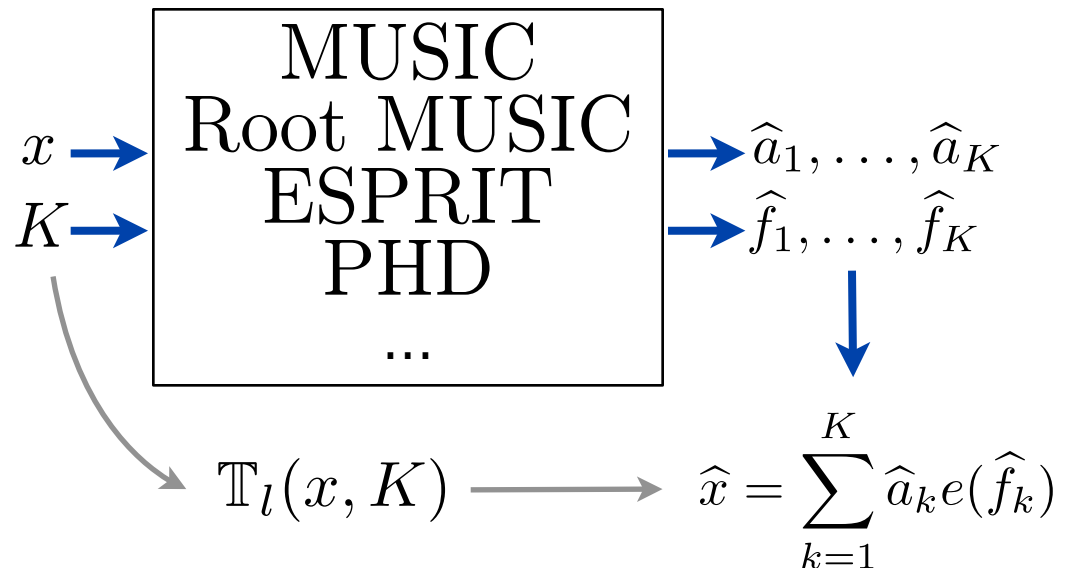 MUSIC
Root MUSIC
ESPRIT
PHD
...
x
K
â₁, . . . , â_K
f̂₁, . . . , f̂_K
𝕋_l(x, K)
x̂ = ∑_{k=1}^{K} â_k e(f̂_k)